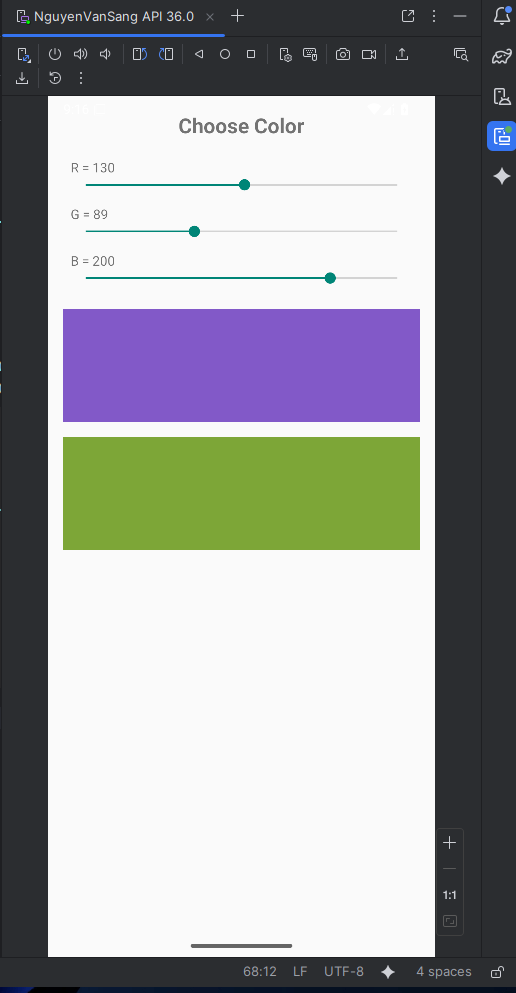 NguyenVanSang API 36.0
Choose Color
R = 130
G = 89
B = 200
1:1
68:12 LF UTF-8 4 spaces